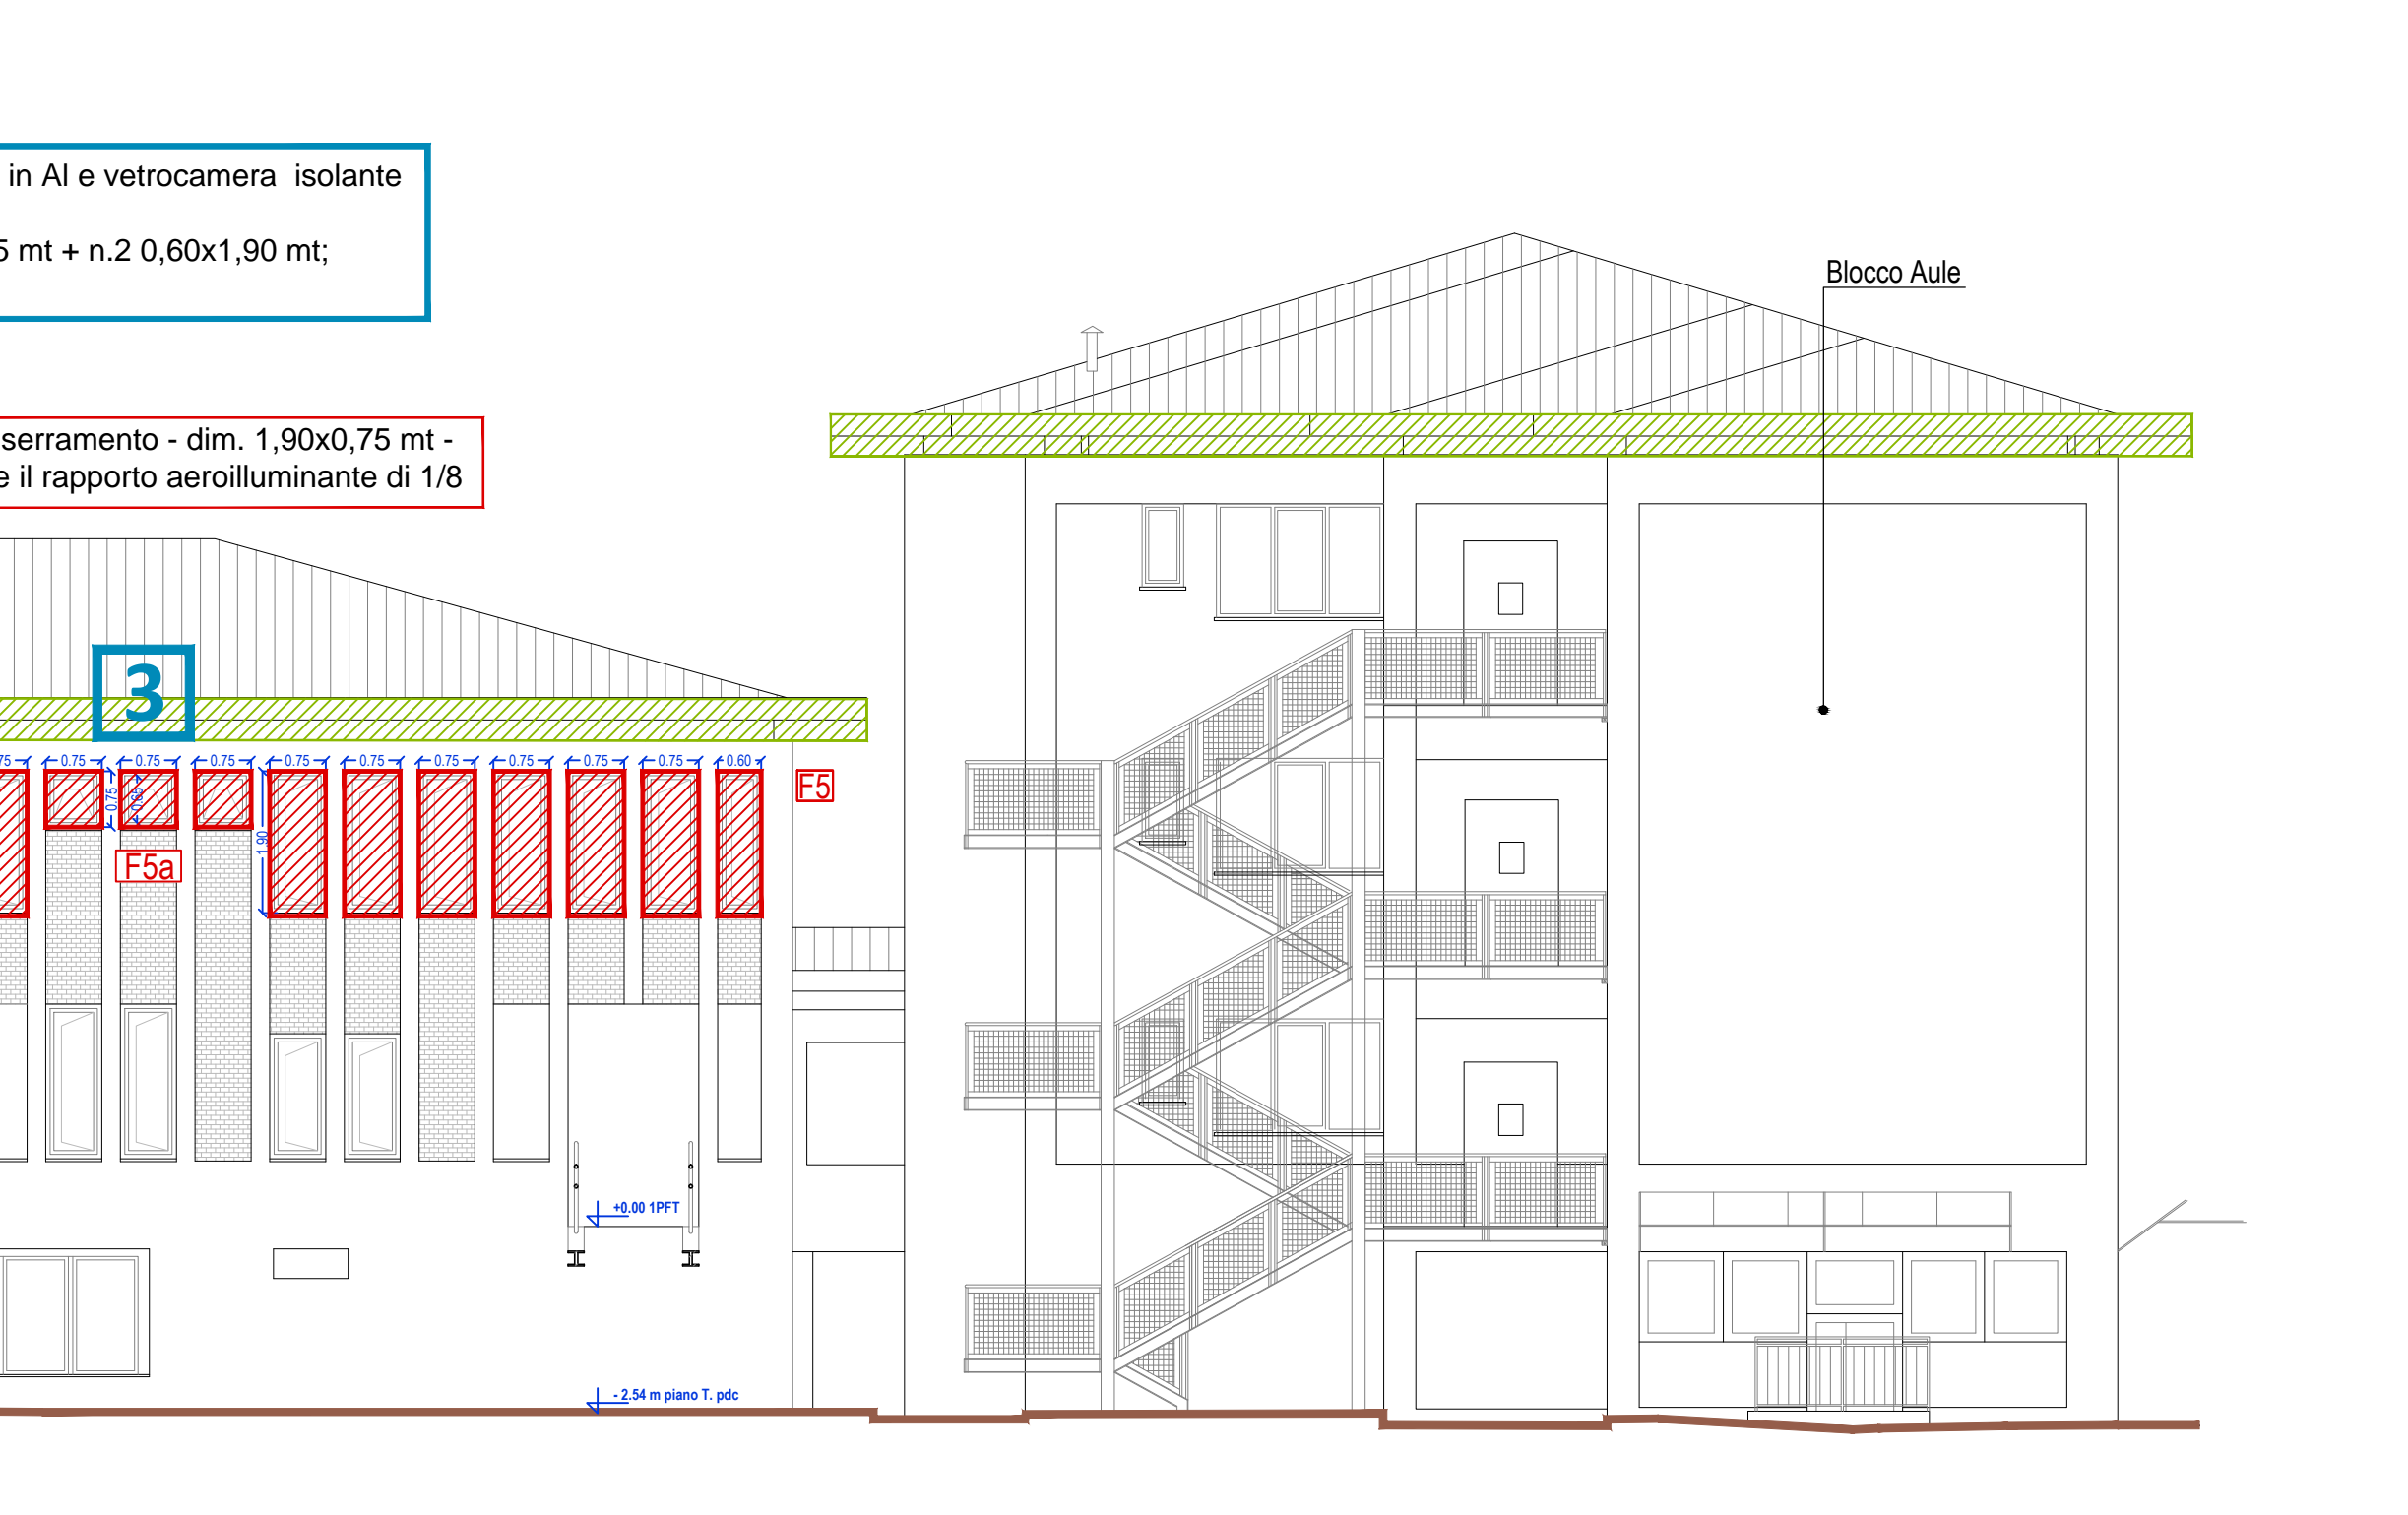 in Al e vetrocamera isolante
5 mt + n.2 0,60x1,90 mt;
Blocco Aule
serramento - dim. 1,90x0,75 mt -
e il rapporto aeroilluminante di 1/8
3
75 0.75 0.75 0.75 0.75 0.75 0.75 0.75 0.75 0.75 0.60
F5
0.75
0.65
1.90
F5a
+0.00 1PFT
- 2.54 m piano T. pdc